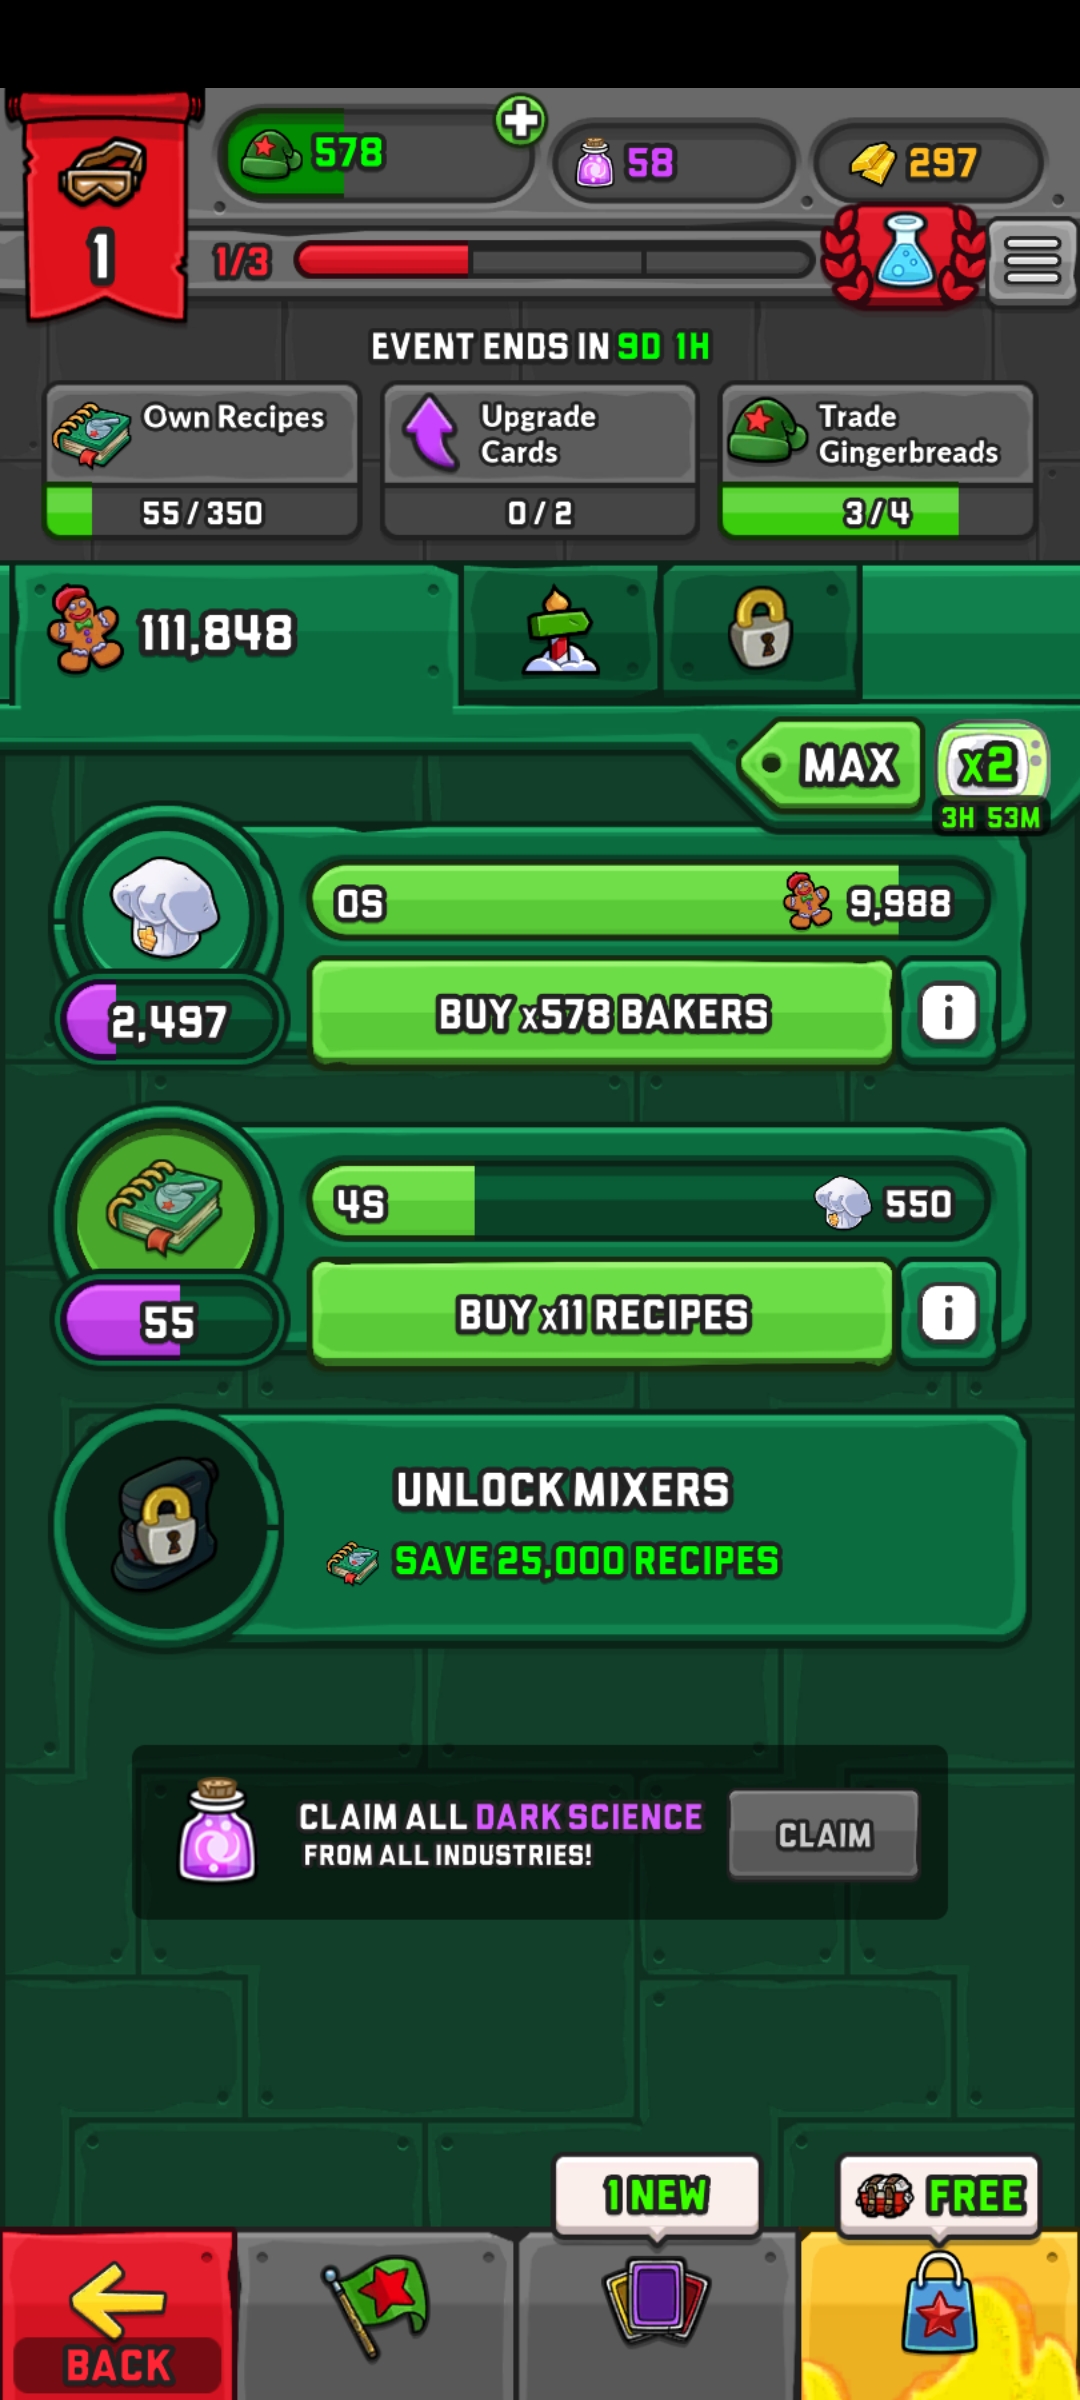 578
58
297
1
1/3
EVENT ENDS IN 9D 1H
Own Recipes
55/350
Upgrade
Cards
0/2
Trade
Gingerbreads
3/4
111,848
MAX
x2
3H 53M
0S
9,988
2,497
BUY x578 BAKERS
i
4S
550
55
BUY x11 RECIPES
i
UNLOCK MIXERS
SAVE 25,000 RECIPES
CLAIM ALL DARK SCIENCE
FROM ALL INDUSTRIES!
CLAIM
1 NEW
FREE
BACK